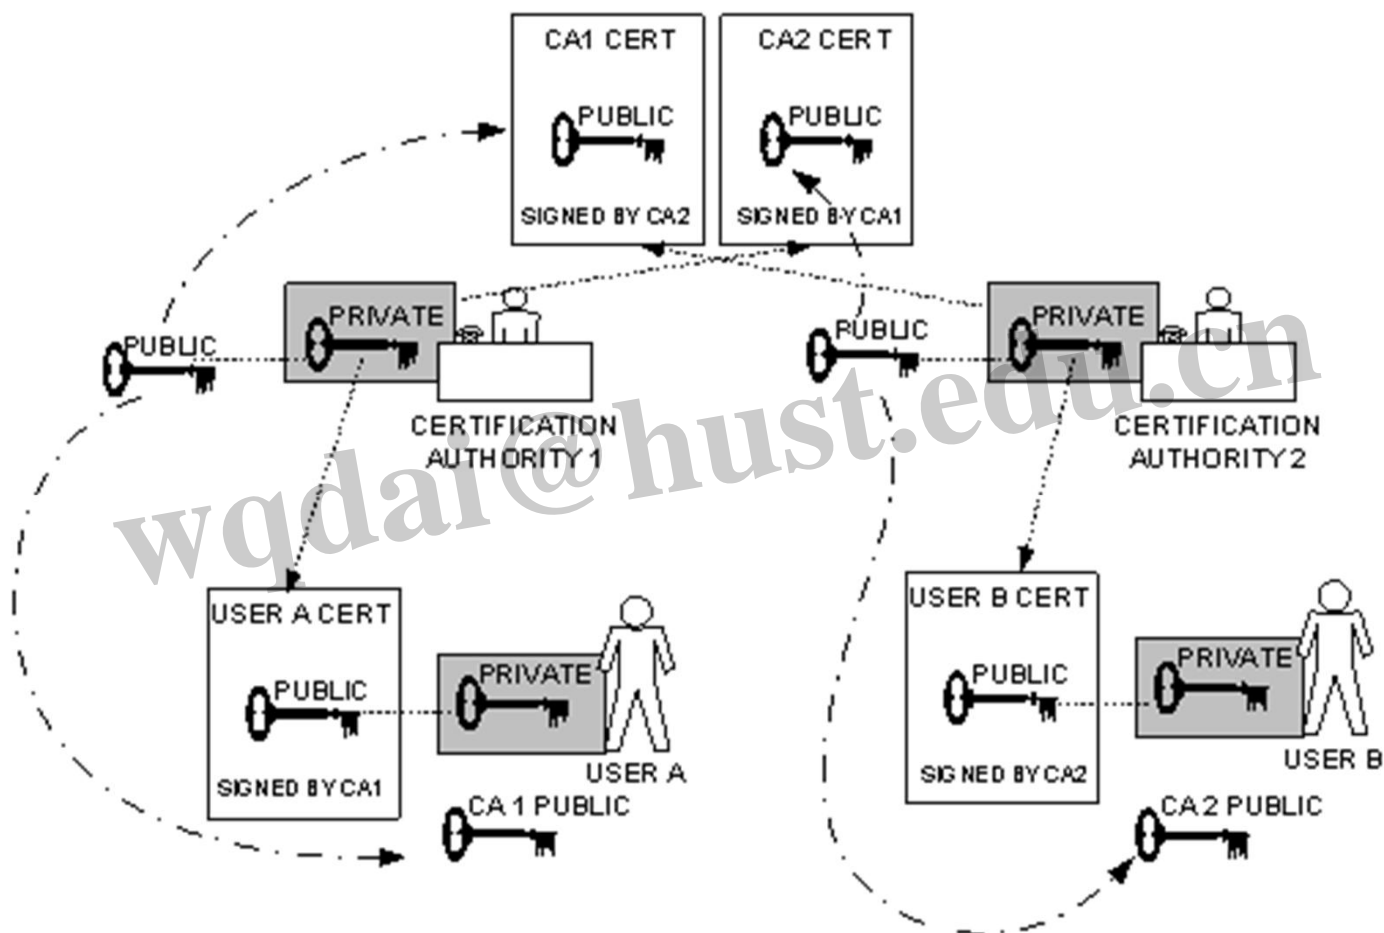 CA1 CERT
PUBLIC
SIGNED BY CA2
CA2 CERT
PUBLIC
SIGNED BY CA1
PUBLIC
PRIVATE
CERTIFICATION
AUTHORITY 1
PUBLIC
PRIVATE
CERTIFICATION
AUTHORITY 2
wqdai@hust.edu.cn
USER A CERT
PUBLIC
SIGNED BY CA1
PRIVATE
USER A
CA 1 PUBLIC
USER B CERT
PUBLIC
SIGNED BY CA2
PRIVATE
USER B
CA 2 PUBLIC